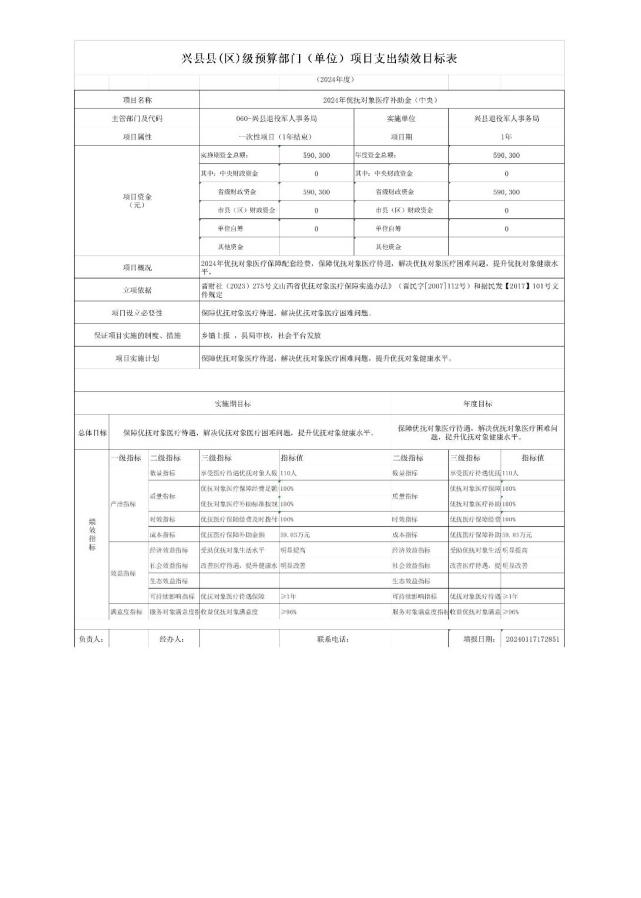 兴县县(区)级预算部门（单位）项目支出绩效目标表
（2024年度）
项目名称 2024年优抚对象医疗补助金（中央）
主管部门及代码 060-兴县退役军人事务局 实施单位 兴县退役军人事务局
项目属性 一次性项目（1年结束） 项目期 1年
项目资金（元） 实施期资金总额： 590,300 年度资金总额： 590,300
其中：中央财政资金 0 其中：中央财政资金 0
省级财政资金 590,300 省级财政资金 590,300
市县（区）财政资金 0 市县（区）财政资金 0
单位自筹 0 单位自筹 0
其他资金 其他资金
项目概况 2024年优抚对象医疗保障配套经费，保障优抚对象医疗待遇，解决优抚对象医疗困难问题，提升优抚对象健康水
平。
立项依据 晋财社（2023）275号文山西省优抚对象医疗保障实施办法》（晋民字[2007]112号）和晋民发【2017】101号文
件规定
项目设立必要性 保障优抚对象医疗待遇，解决优抚对象医疗困难问题。
保证项目实施的制度、措施 乡镇上报 ，县局审核，社会平台发放
项目实施计划 保障优抚对象医疗待遇，解决优抚对象医疗困难问题，提升优抚对象健康水平。
实施期目标 年度目标
总体目标 保障优抚对象医疗待遇，解决优抚对象医疗困难问题，提升优抚对象健康水平。 保障优抚对象医疗待遇，解决优抚对象医疗困难问
题，提升优抚对象健康水平。
绩效指标 一级指标 二级指标 三级指标 指标值 二级指标 三级指标 指标值
产出指标 数量指标 享受医疗待遇优抚对象人数 110人 数量指标 享受医疗待遇优抚 110人
质量指标 优抚对象医疗保障经费足额 100% 质量指标 优抚对象医疗保障 100%
优抚对象医疗补助标准按规 100% 优抚对象医疗补助 100%
时效指标 优抚医疗保障经费及时拨付 100% 时效指标 优抚医疗保障经费 100%
成本指标 优抚医疗保障补助金额 59.03万元 成本指标 优抚医疗保障补助 59.03万元
效益指标 经济效益指标 受助优抚对象生活水平 明显提高 经济效益指标 受助优抚对象生活 明显提高
社会效益指标 改善医疗待遇，提升健康水 明显改善 社会效益指标 改善医疗待遇，提 明显改善
生态效益指标 生态效益指标
可持续影响指标 优抚对象医疗待遇保障 ≥1年 可持续影响指标 优抚对象医疗待遇 ≥1年
满意度指标 服务对象满意度指 收益优抚对象满意度 ≥96% 服务对象满意度指标 收益优抚对象满意 ≥96%
负责人： 经办人： 联系电话： 填报日期： 20240117172851